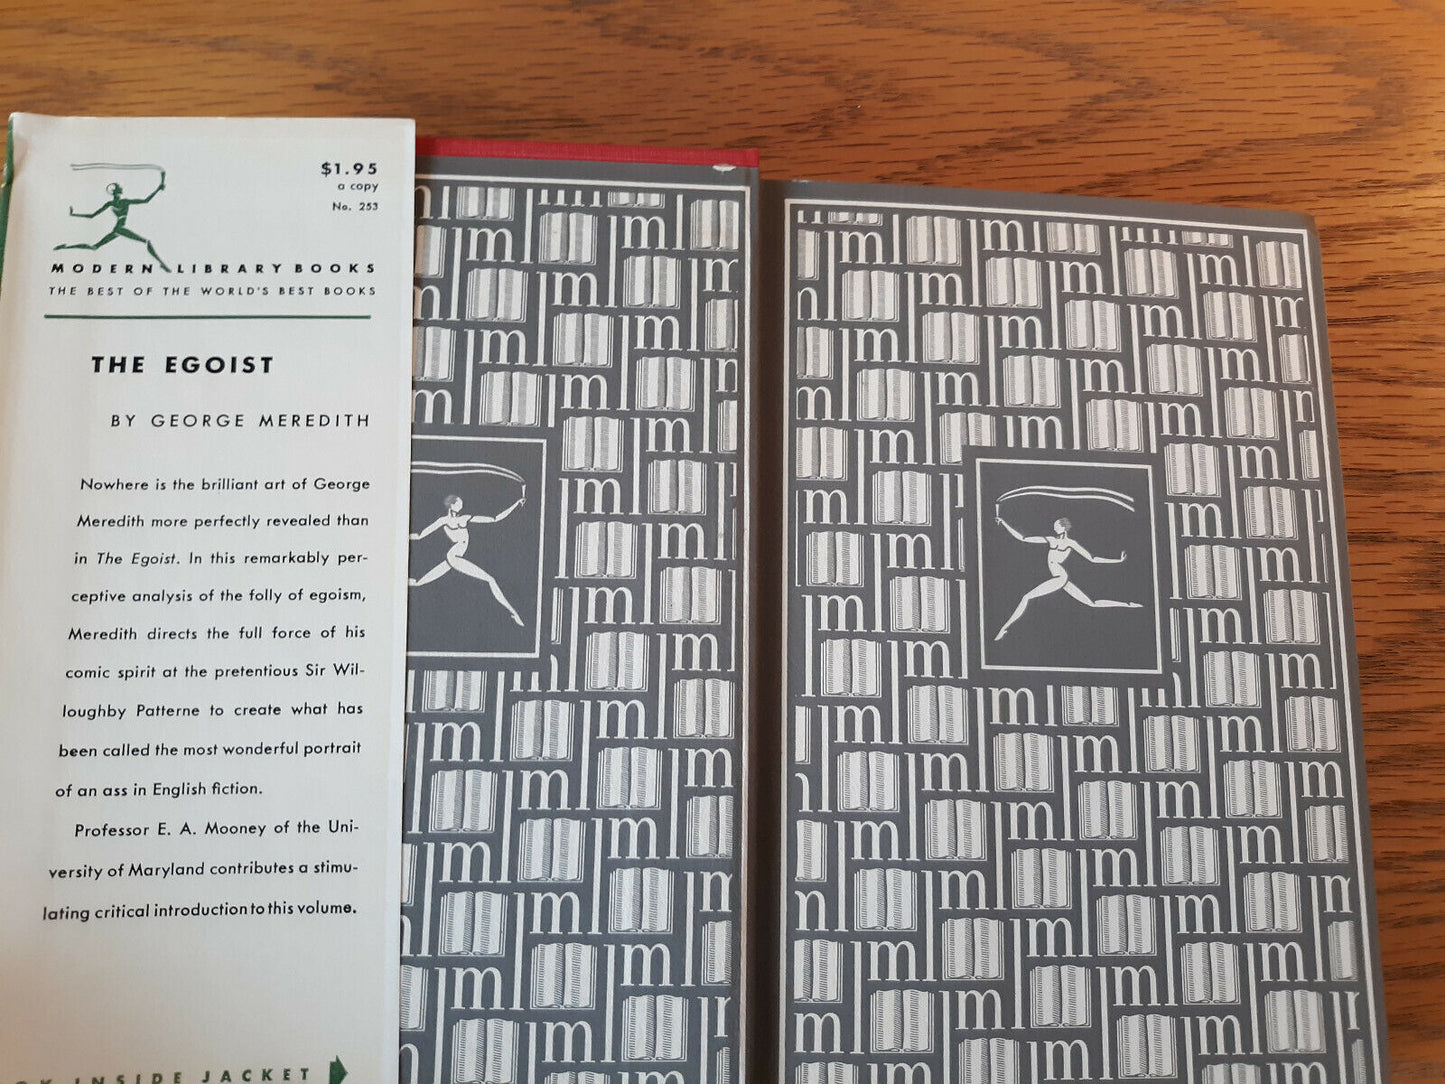 $1.95
a copy
No. 253
MODERN LIBRARY BOOKS
THE BEST OF THE WORLD'S BEST BOOKS
THE EGOIST
BY GEORGE MEREDITH
Nowhere is the brilliant art of George
Meredith more perfectly revealed than
in The Egoist. In this remarkably per-
ceptive analysis of the folly of egoism,
Meredith directs the full force of his
comic spirit at the pretentious Sir Wil-
loughby Patterne to create what has
been called the most wonderful portrait
of an ass in English fiction.
Professor E. A. Mooney of the Uni-
versity of Maryland contributes a stimu-
lating critical introduction to this volume.
INSIDE JACKET